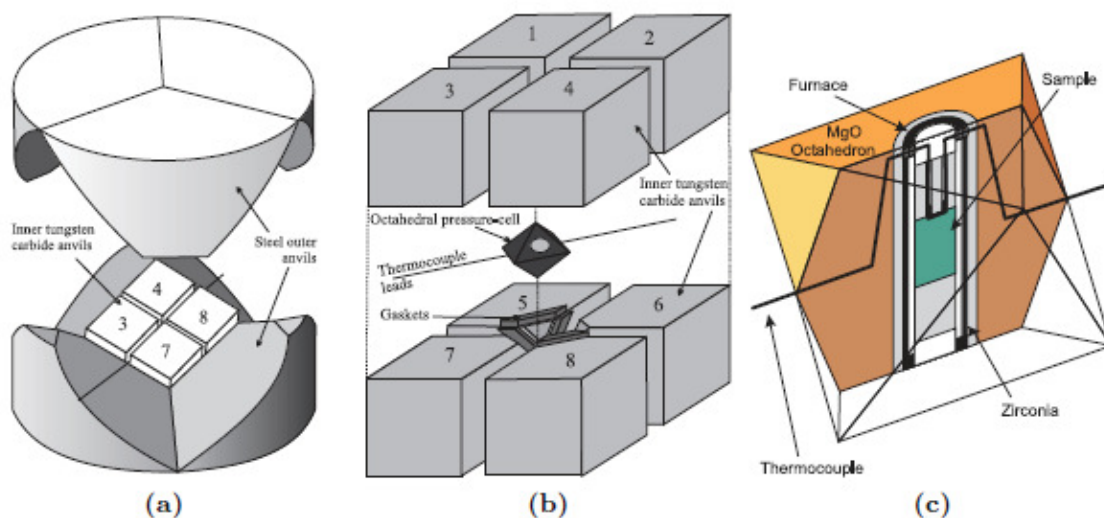 Inner tungsten
carbide anvils
Steel outer
anvils
4
3
8
7
(a)
1
2
3
4
Inner tungsten
carbide anvils
Octahedral pressure-cell
Thermocouple
leads
Gaskets
5
6
7
8
(b)
Furnace
Sample
MgO
Octahedron
Zirconia
Thermocouple
(c)